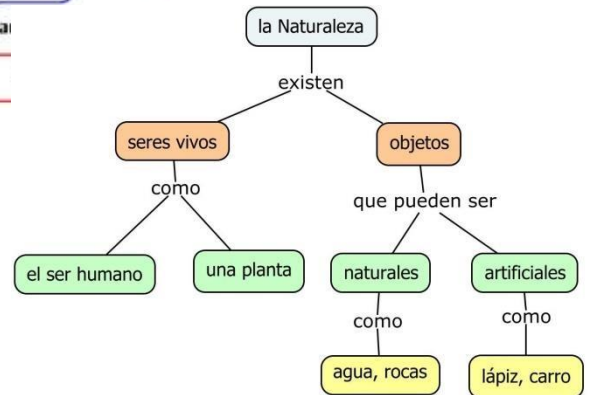 la Naturaleza
existen
seres vivos
objetos
como
que pueden ser
el ser humano
una planta
naturales
artificiales
como
como
agua, rocas
lápiz, carro